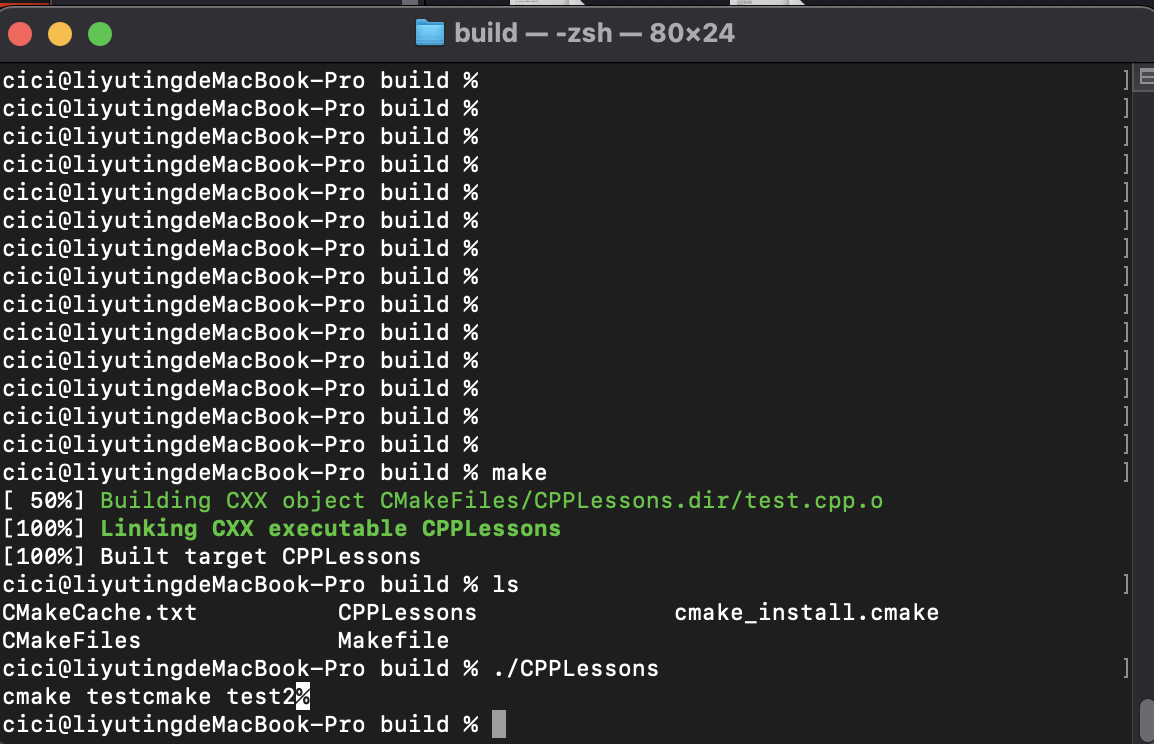 build — -zsh — 80×24
cici@liyutingdeMacBook-Pro build % ]
cici@liyutingdeMacBook-Pro build % ]
cici@liyutingdeMacBook-Pro build % ]
cici@liyutingdeMacBook-Pro build % ]
cici@liyutingdeMacBook-Pro build % ]
cici@liyutingdeMacBook-Pro build % ]
cici@liyutingdeMacBook-Pro build % ]
cici@liyutingdeMacBook-Pro build % ]
cici@liyutingdeMacBook-Pro build % ]
cici@liyutingdeMacBook-Pro build % ]
cici@liyutingdeMacBook-Pro build % ]
cici@liyutingdeMacBook-Pro build % ]
cici@liyutingdeMacBook-Pro build % ]
cici@liyutingdeMacBook-Pro build % ]
cici@liyutingdeMacBook-Pro build % make ]
[ 50%] Building CXX object CMakeFiles/CPPLessons.dir/test.cpp.o
[100%] Linking CXX executable CPPLessons
[100%] Built target CPPLessons
cici@liyutingdeMacBook-Pro build % ls ]
CMakeCache.txt CPPLessons cmake_install.cmake
CMakeFiles Makefile
cici@liyutingdeMacBook-Pro build % ./CPPLessons ]
cmake testcmake test2%
cici@liyutingdeMacBook-Pro build %